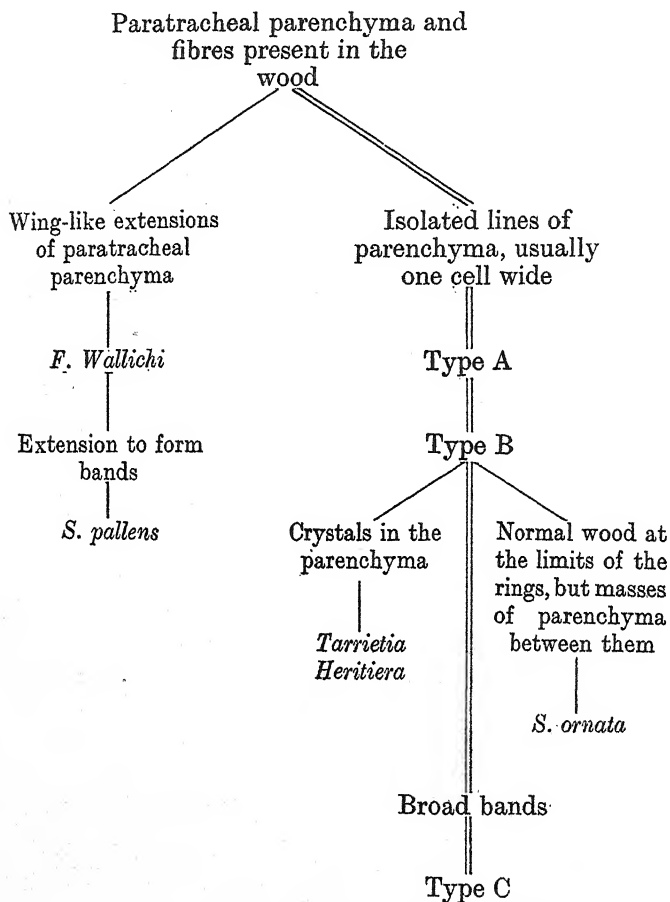 Paratracheal parenchyma and
fibres present in the
wood
Wing-like extensions
of paratracheal
parenchyma
F. Wallichi
Extension to form
bands
S. pallens
Isolated lines of
parenchyma, usually
one cell wide
Type A
Type B
Crystals in the
parenchyma
Tarrietia
Heritiera
Normal wood at
the limits of the
rings, but masses
of parenchyma
between them
S. ornata
Broad bands
Type C